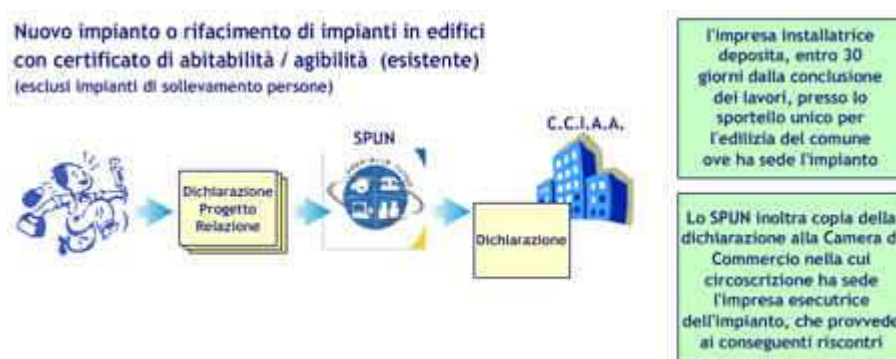 Nuovo impianto o rifacimento di impianti in edifici
con certificato di abitabilità / agibilità (esistente)
(esclusi impianti di sollevamento persone)
SPUN
C.C.I.A.A.
Dichiarazione
Progetto
Relazione
Dichiarazione
l'impresa installatrice
deposita, entro 30
giorni dalla conclusione
dei lavori, presso lo
sportello unico per
l'edilizia del comune
ove ha sede l'impianto
Lo SPUN inoltra copia della
dichiarazione alla Camera d
Commercio nella cui
circoscrizione ha sede
l'impresa esecutrice
dell'impianto, che provvede
ai conseguenti riscontri